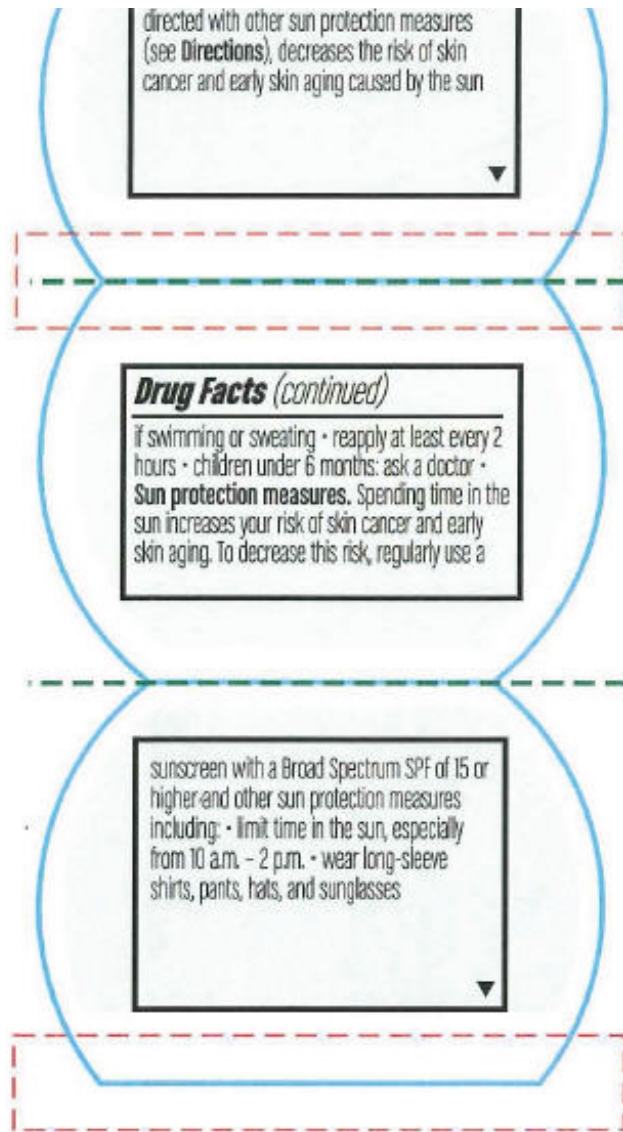 directed with other sun protection measures
(see Directions), decreases the risk of skin
cancer and early skin aging caused by the sun
Drug Facts (continued)
if swimming or sweating • reapply at least every 2
hours • children under 6 months: ask a doctor •
Sun protection measures. Spending time in the
sun increases your risk of skin cancer and early
skin aging. To decrease this risk, regularly use a
sunscreen with a Broad Spectrum SPF of 15 or
higher and other sun protection measures
including: • limit time in the sun, especially
from 10 a.m. – 2 p.m. • wear long-sleeve
shirts, pants, hats, and sunglasses